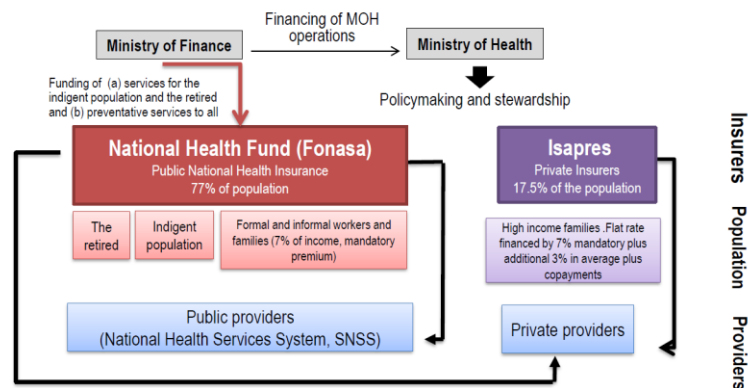 Financing of MOH
operations
Ministry of Finance
Ministry of Health
Funding of (a) services for the
indigent population and the retired
and (b) preventative services to all
Policymaking and stewardship
National Health Fund (Fonasa)
Public National Health Insurance
77% of population
Isapres
Private Insurers
17.5% of the population
Insurers
The
retired
Indigent
population
Formal and informal workers and
families (7% of income, mandatory
premium)
High income families .Flat rate
financed by 7% mandatory plus
additional 3% in average plus
copayments
Population
Public providers
(National Health Services System, SNSS)
Private providers
Providers